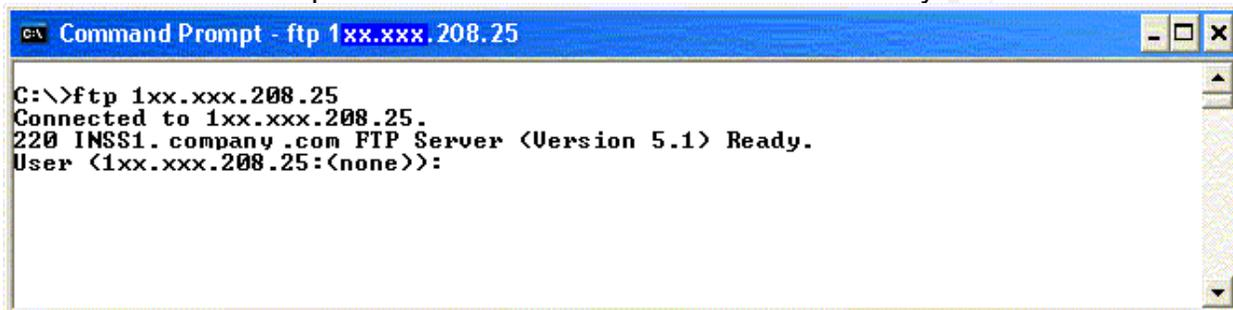 Command Prompt - ftp 1xx.xxx.208.25
C:\>ftp 1xx.xxx.208.25
Connected to 1xx.xxx.208.25.
220 INSS1.company.com FTP Server (Version 5.1) Ready.
User (1xx.xxx.208.25:(none)):